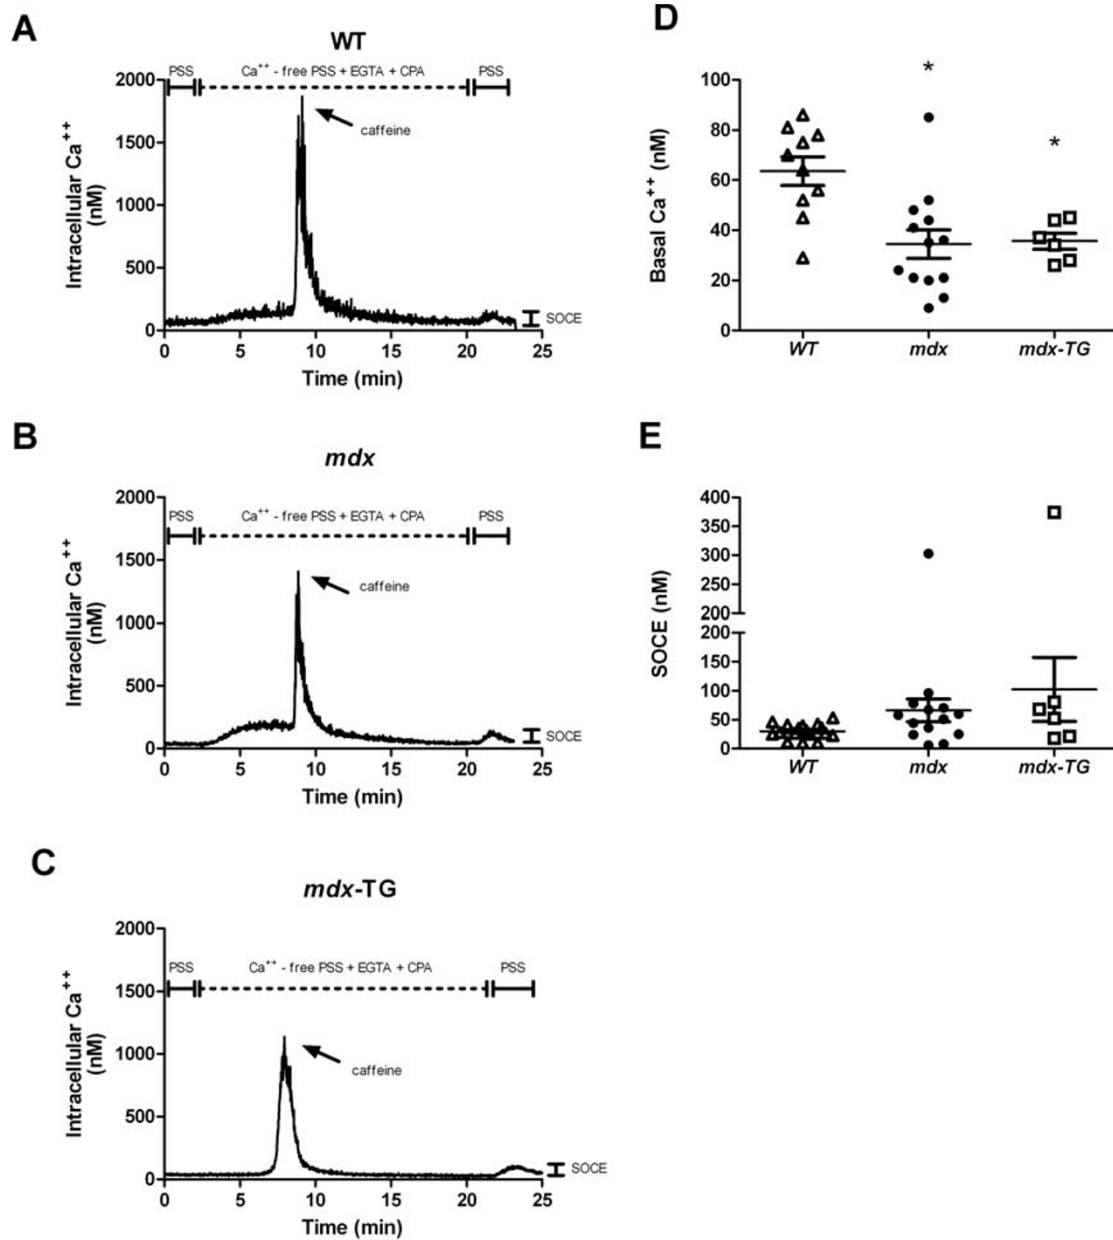 A
WT
PSS
Ca++ - free PSS + EGTA + CPA
PSS
caffeine
2000
1500
1000
500
0
Intracellular Ca++
(nM)
SOCE
0 5 10 15 20 25
Time (min)
B
mdx
PSS
Ca++ - free PSS + EGTA + CPA
PSS
caffeine
2000
1500
1000
500
0
Intracellular Ca++
(nM)
SOCE
0 5 10 15 20 25
Time (min)
C
mdx-TG
PSS
Ca++ - free PSS + EGTA + CPA
PSS
caffeine
2000
1500
1000
500
0
Intracellular Ca++
(nM)
SOCE
0 5 10 15 20 25
Time (min)
D
*
*
100
80
60
40
20
0
Basal Ca++ (nM)
WT mdx mdx-TG
E
400
350
300
250
200
200
150
100
50
0
SOCE (nM)
WT mdx mdx-TG